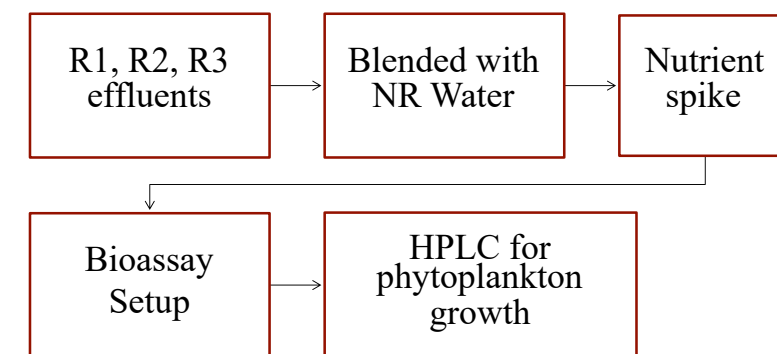 R1, R2, R3
effluents
Blended with
NR Water
Nutrient
spike
Bioassay
Setup
HPLC for
phytoplankton
growth